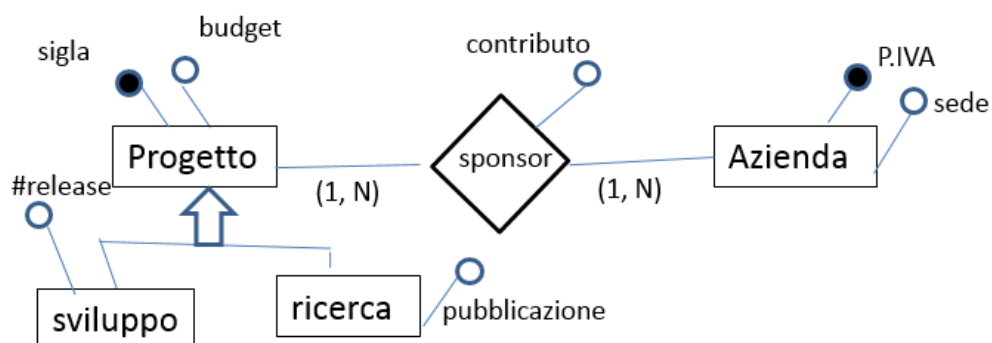 budget
sigla
contributo
P.IVA
sede
Progetto
sponsor
Azienda
#release
(1, N)
(1, N)
sviluppo
ricerca
pubblicazione